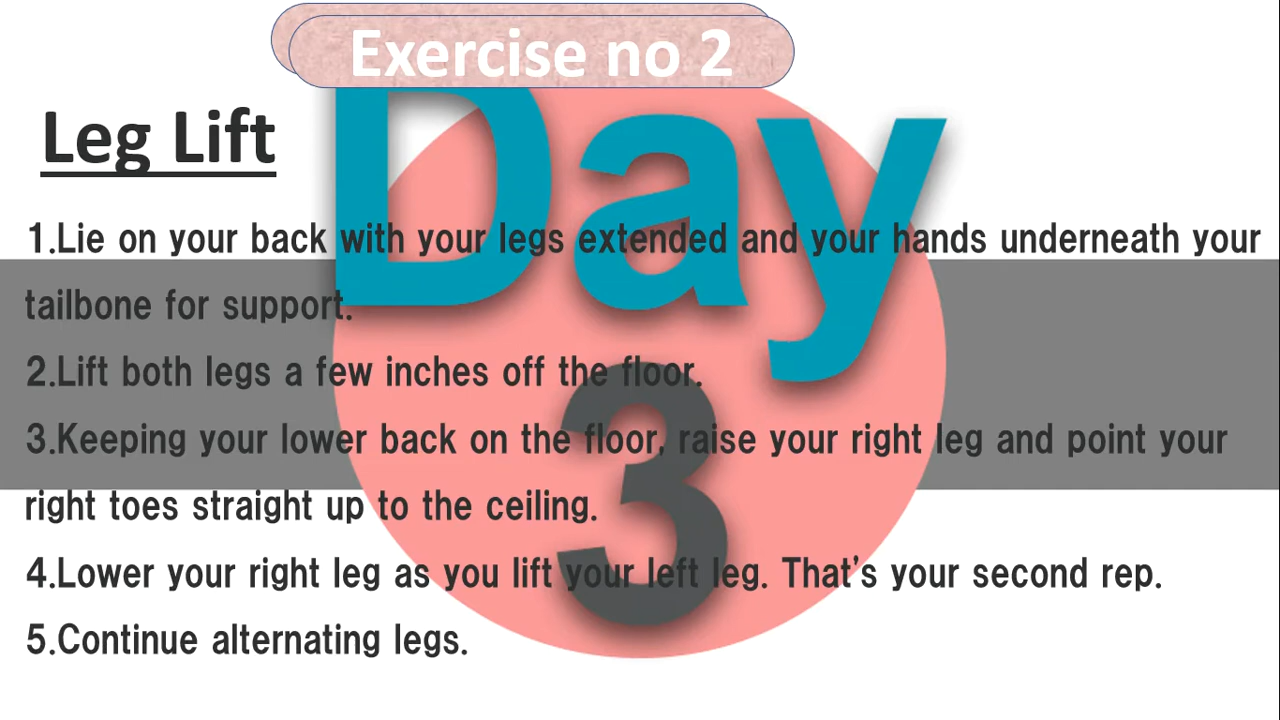 Exercise no 2
Day
3
Leg Lift
1.Lie on your back with your legs extended and your hands underneath your
tailbone for support.
2.Lift both legs a few inches off the floor.
3.Keeping your lower back on the floor, raise your right leg and point your
right toes straight up to the ceiling.
4.Lower your right leg as you lift your left leg. That's your second rep.
5.Continue alternating legs.